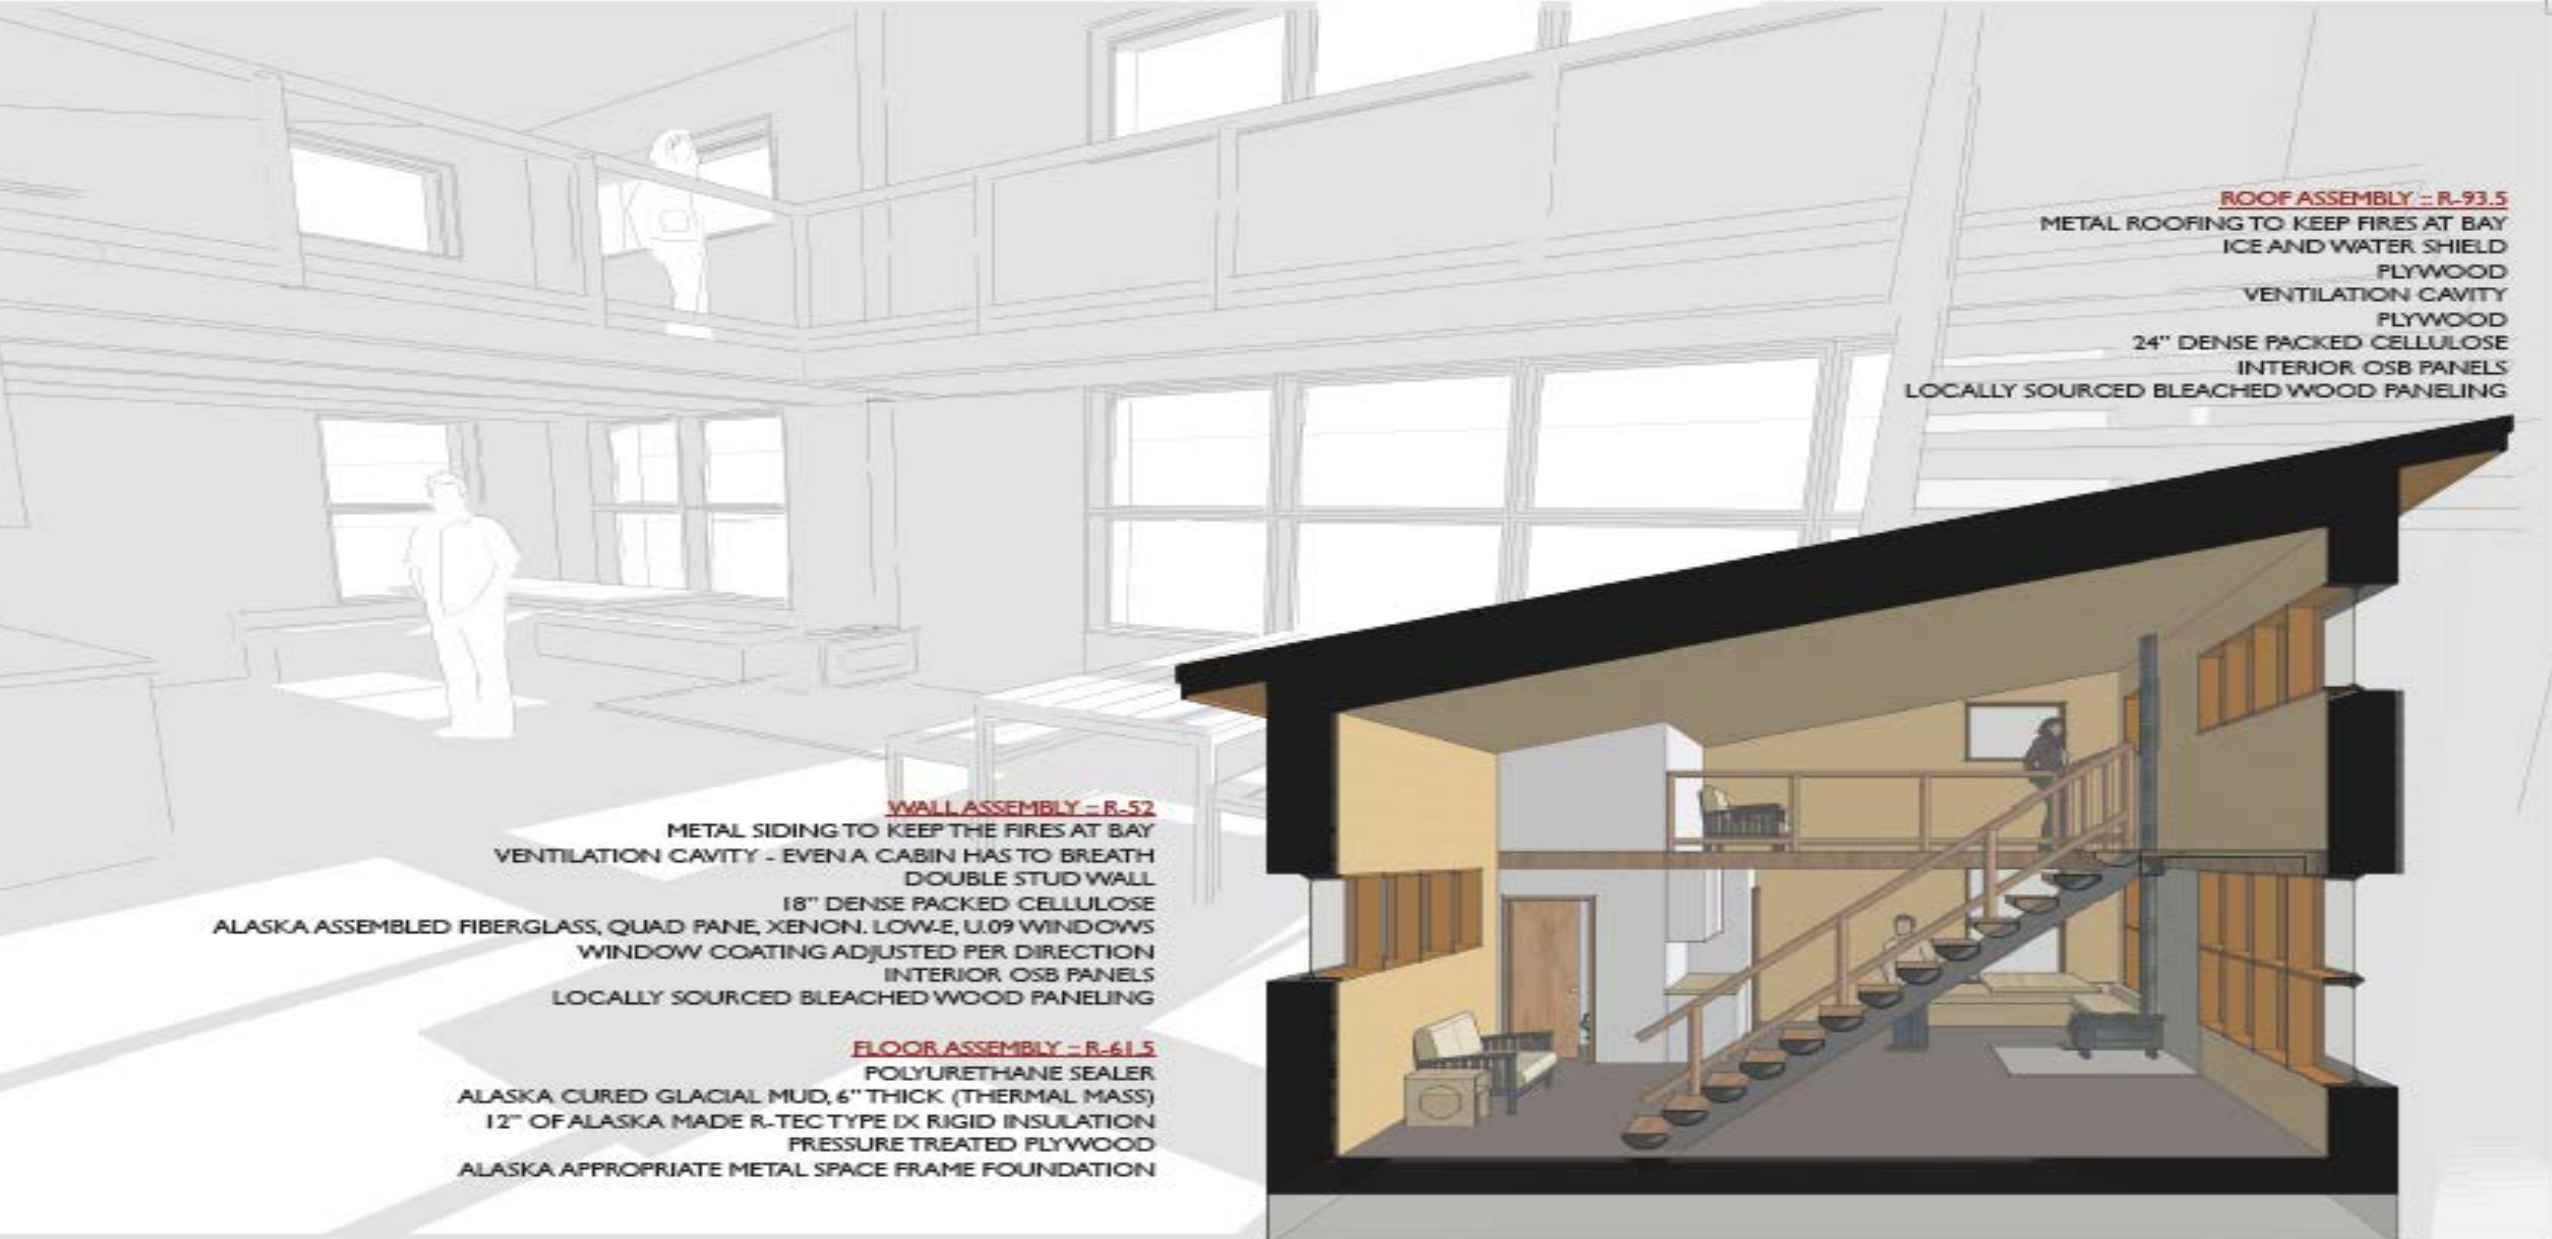 ROOF ASSEMBLY :: R-93.5
METAL ROOFING TO KEEP FIRES AT BAY
ICE AND WATER SHIELD
PLYWOOD
VENTILATION CAVITY
PLYWOOD
24" DENSE PACKED CELLULOSE
INTERIOR OSB PANELS
LOCALLY SOURCED BLEACHED WOOD PANELING
WALL ASSEMBLY :: R-52
METAL SIDING TO KEEP THE FIRES AT BAY
VENTILATION CAVITY - EVEN A CABIN HAS TO BREATH
DOUBLE STUD WALL
18" DENSE PACKED CELLULOSE
ALASKA ASSEMBLED FIBERGLASS, QUAD PANE, XENON. LOW-E, U.09 WINDOWS
WINDOW COATING ADJUSTED PER DIRECTION
INTERIOR OSB PANELS
LOCALLY SOURCED BLEACHED WOOD PANELING
FLOOR ASSEMBLY :: R-61.5
POLYURETHANE SEALER
ALASKA CURED GLACIAL MUD, 6" THICK (THERMAL MASS)
12" OF ALASKA MADE R-TEC TYPE IX RIGID INSULATION
PRESSURE TREATED PLYWOOD
ALASKA APPROPRIATE METAL SPACE FRAME FOUNDATION